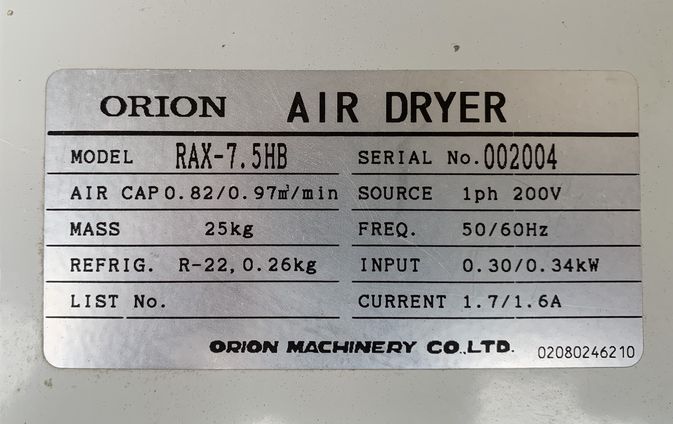 ORION AIR DRYER
MODEL RAX-7.5HB SERIAL No. 002004
AIR CAP 0.82/0.97㎥/min SOURCE 1ph 200V
MASS 25kg FREQ. 50/60Hz
REFRIG. R-22, 0.26kg INPUT 0.30/0.34kW
LIST No. CURRENT 1.7/1.6A
ORION MACHINERY CO.,LTD. 02080246210